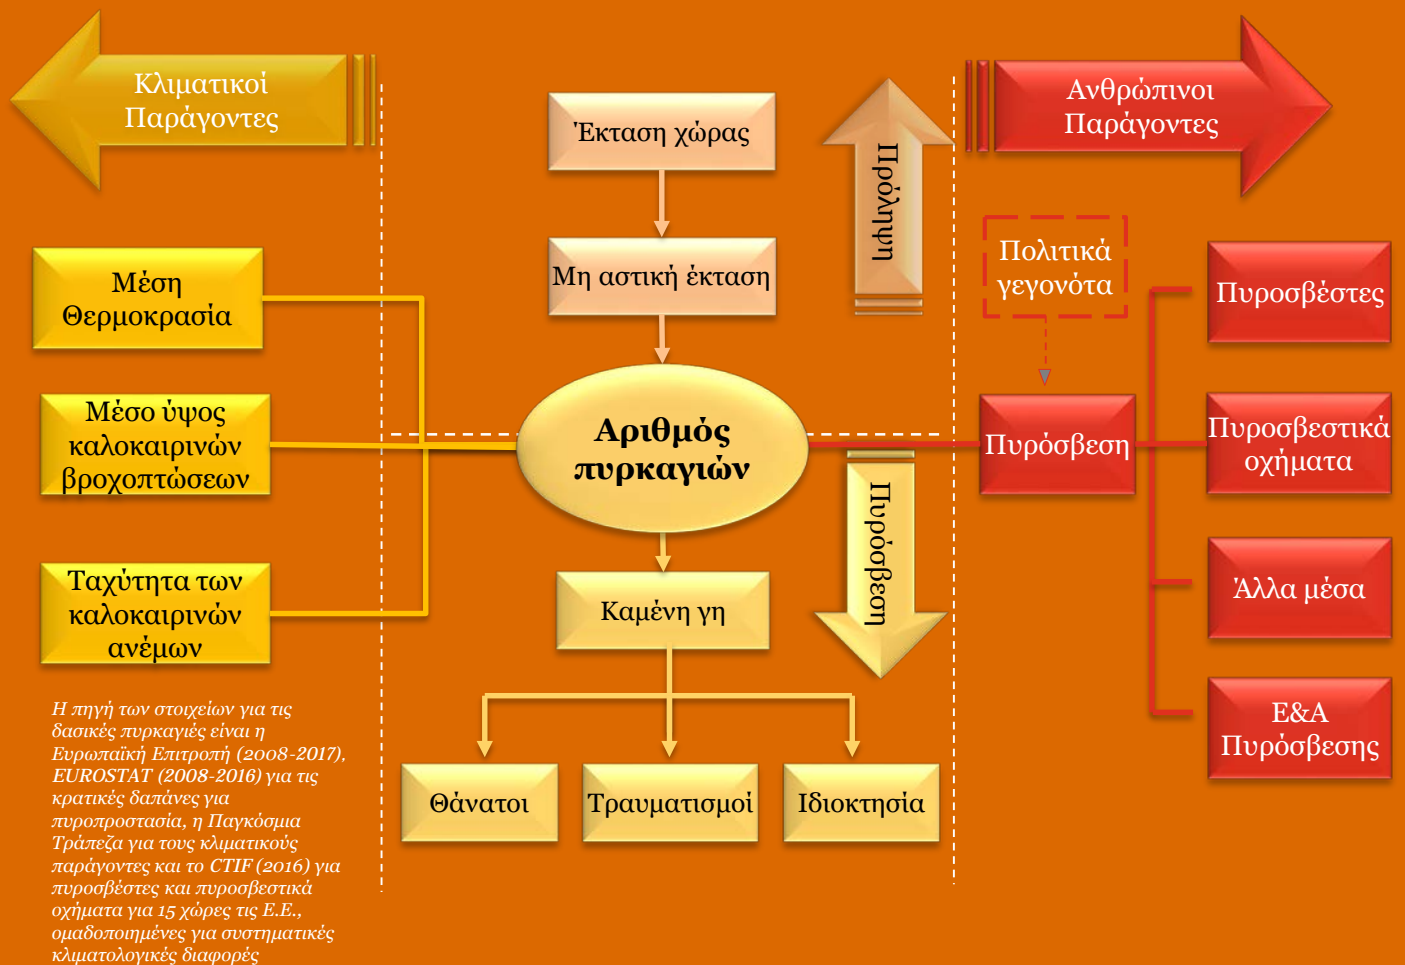 Κλιματικοί
Παράγοντες
Ανθρώπινοι
Παράγοντες
Έκταση χώρας
Πρόληψη
Μη αστική έκταση
Πολιτικά
γεγονότα
Μέση
Θερμοκρασία
Μέσο ύψος
καλοκαιρινών
βροχοπτώσεων
Ταχύτητα των
καλοκαιρινών
ανέμων
Αριθμός
πυρκαγιών
Πυρόσβεση
Πυρόσβεση
Πυροσβέστες
Πυροσβεστικά
οχήματα
Άλλα μέσα
Ε&Α
Πυρόσβεσης
Καμένη γη
Θάνατοι
Τραυματισμοί
Ιδιοκτησία
Η πηγή των στοιχείων για τις
δασικές πυρκαγιές είναι η
Ευρωπαϊκή Επιτροπή (2008-2017),
EUROSTAT (2008-2016) για τις
κρατικές δαπάνες για
πυροπροστασία, η Παγκόσμια
Τράπεζα για τους κλιματικούς
παράγοντες και το CTIF (2016) για
πυροσβέστες και πυροσβεστικά
οχήματα για 15 χώρες τις Ε.Ε.,
ομαδοποιημένες για συστηματικές
κλιματολογικές διαφορές